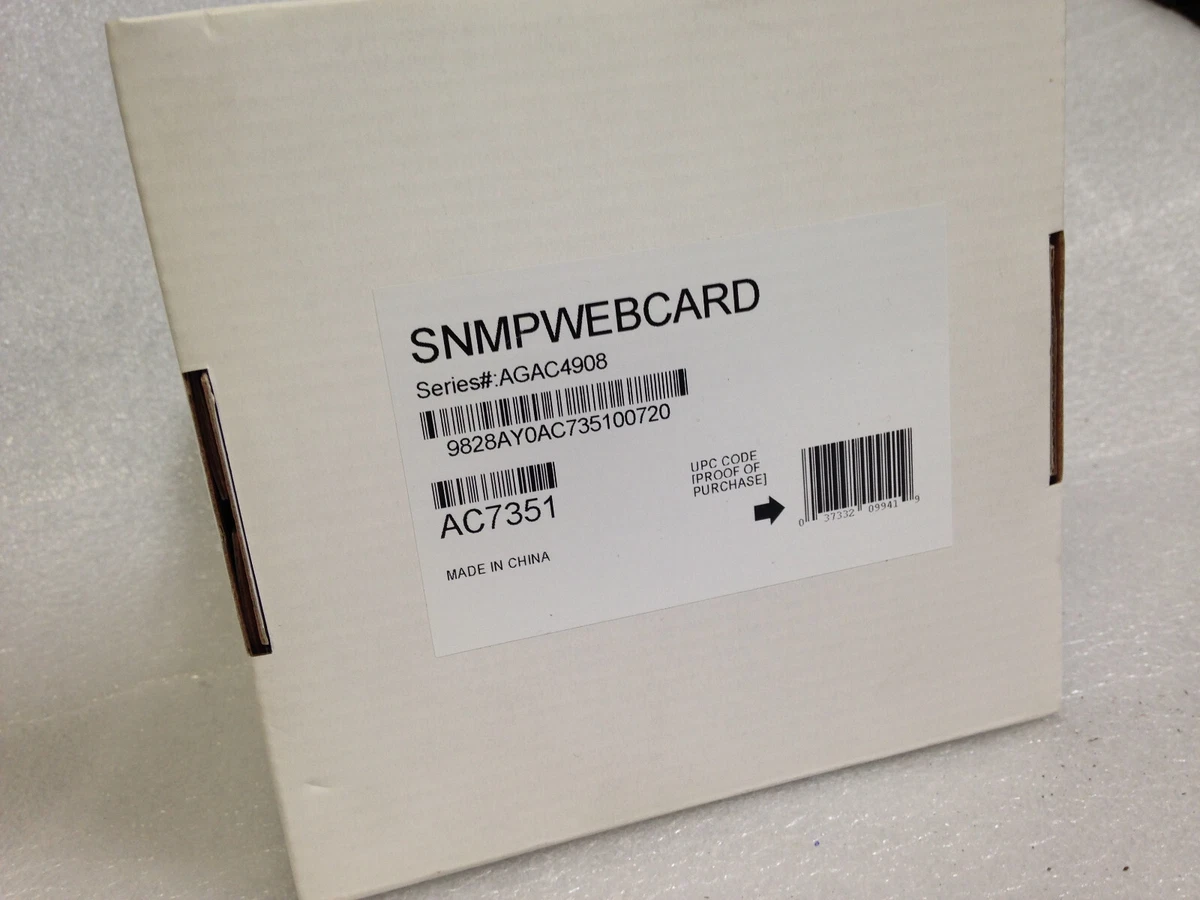 SNMPWEBCARD
Series#:AGAC4908
9828AY0AC735100720
AC7351
MADE IN CHINA
UPC CODE
[PROOF OF
PURCHASE]
0 37332 09941 9